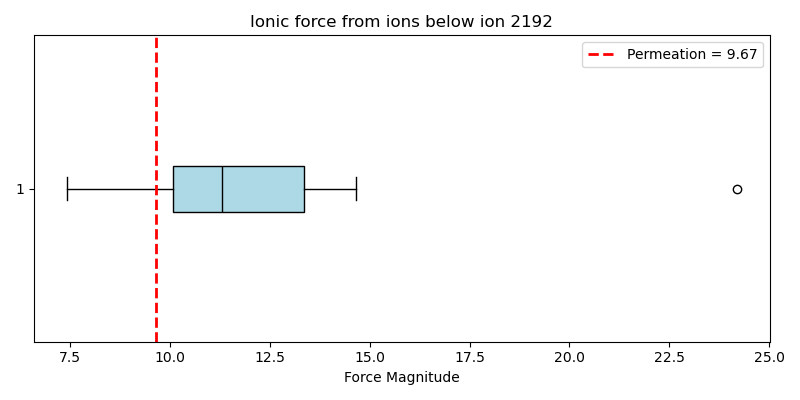 Ionic force from ions below ion 2192
Permeation = 9.67
1
7.5 10.0 12.5 15.0 17.5 20.0 22.5 25.0
Force Magnitude